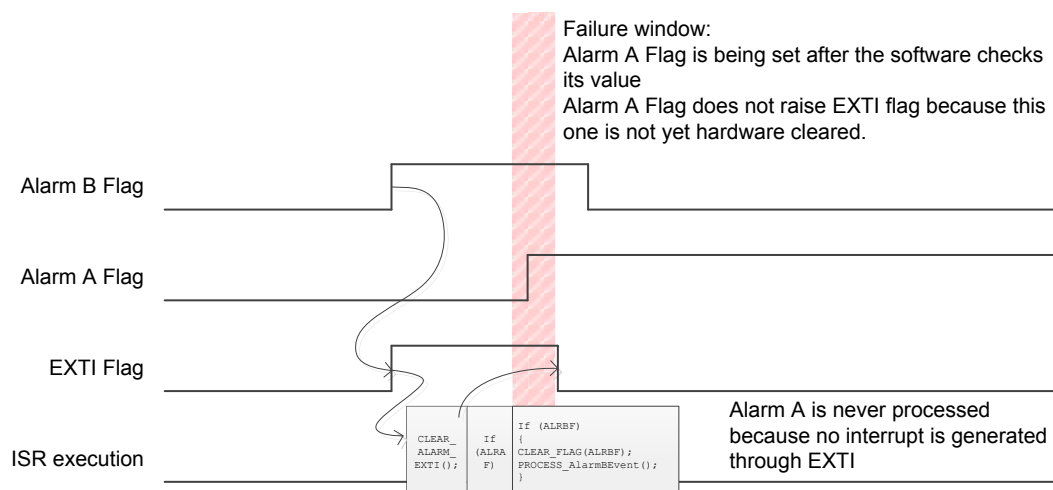 Failure window:
Alarm A Flag is being set after the software checks
its value
Alarm A Flag does not raise EXTI flag because this
one is not yet hardware cleared.
Alarm B Flag
Alarm A Flag
EXTI Flag
ISR execution
CLEAR_
ALARM_
EXTI();
If
(ALRA
F)
If (ALRBF)
{
CLEAR_FLAG(ALRBF);
PROCESS_AlarmBEvent();
}
Alarm A is never processed
because no interrupt is generated
through EXTI